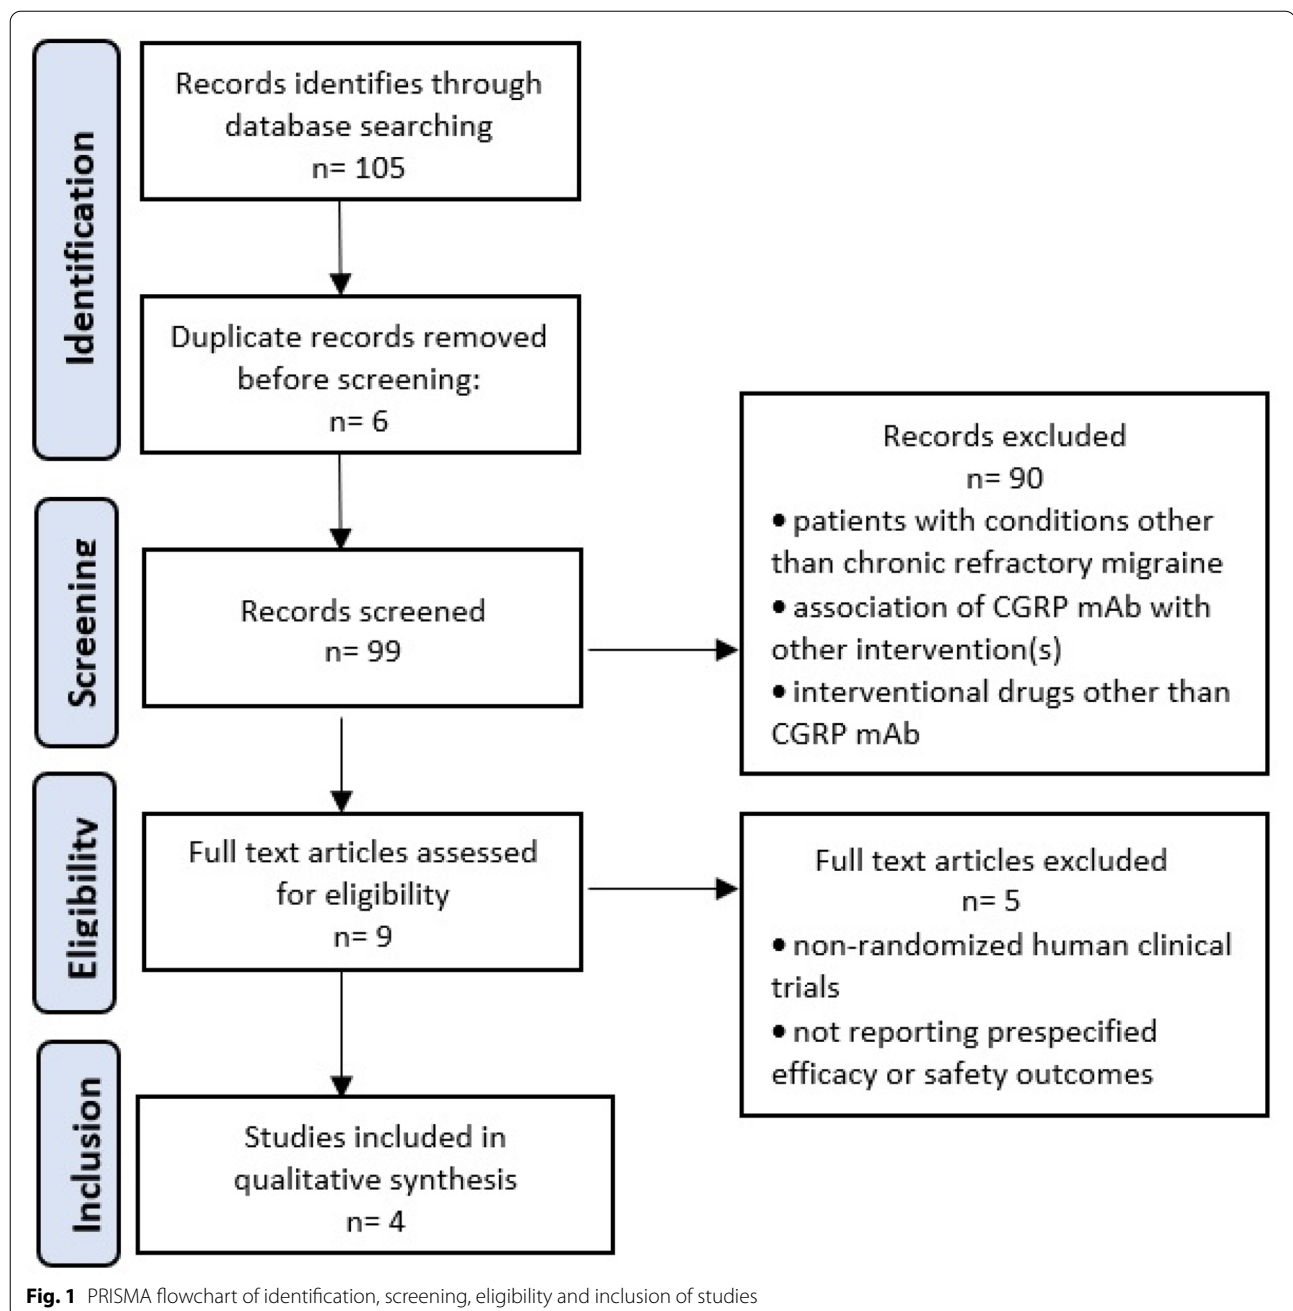 Identification
Records identifies through
database searching
n= 105
Duplicate records removed
before screening:
n= 6
Screening
Records screened
n= 99
Records excluded
n= 90
• patients with conditions other
than chronic refractory migraine
• association of CGRP mAb with
other intervention(s)
• interventional drugs other than
CGRP mAb
Eligibility
Full text articles assessed
for eligibility
n= 9
Full text articles excluded
n= 5
• non-randomized human clinical
trials
• not reporting prespecified
efficacy or safety outcomes
Inclusion
Studies included in
qualitative synthesis
n= 4
Fig. 1 PRISMA flowchart of identification, screening, eligibility and inclusion of studies